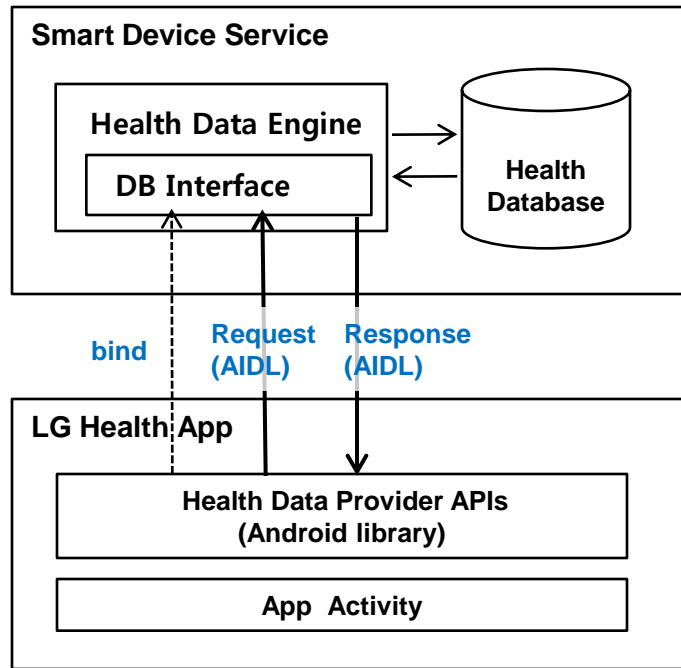 Smart Device Service
Health Data Engine
DB Interface
Health
Database
bind
Request
(AIDL)
Response
(AIDL)
LG Health App
Health Data Provider APIs
(Android library)
App Activity